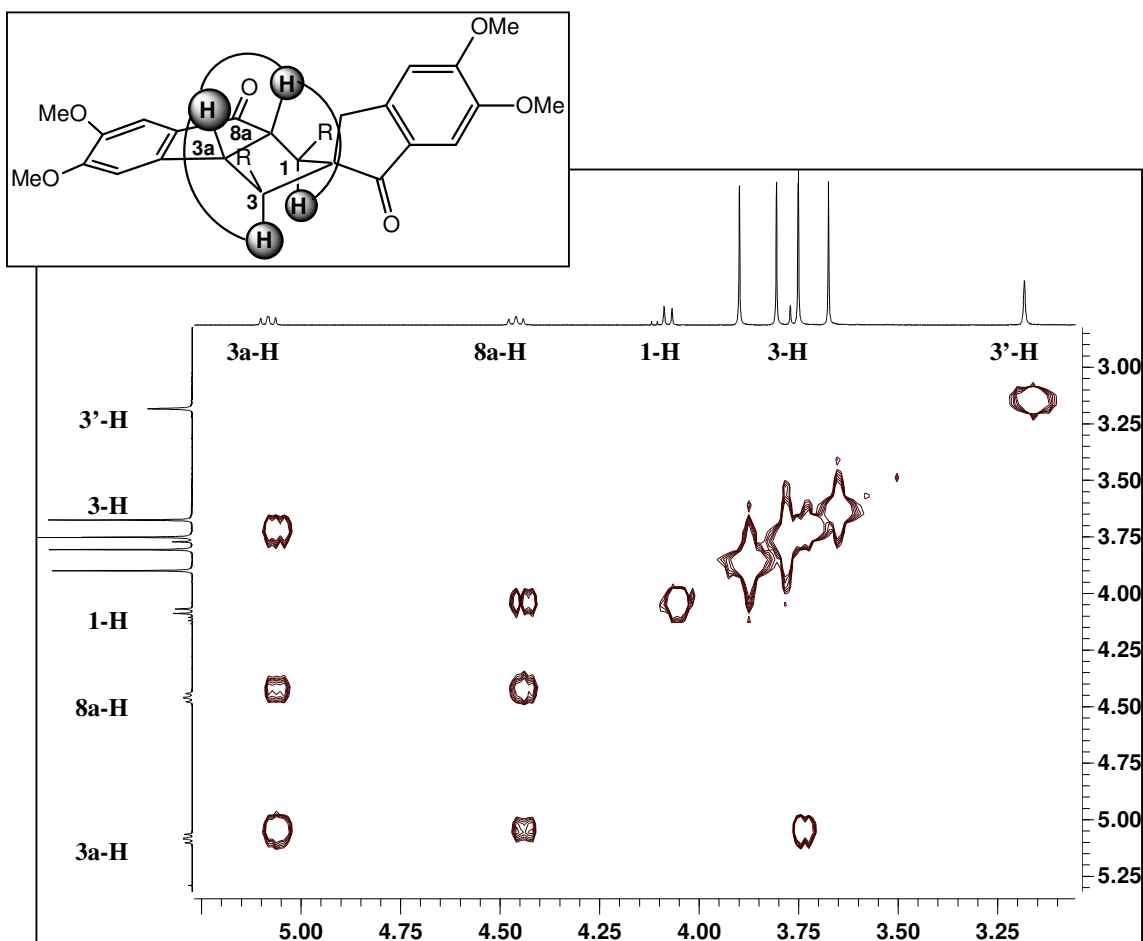 OMe
OMe
H
O
H
MeO
8a
R
3a
R
1
MeO
3
H
O
H
3a-H 8a-H 1-H 3-H 3'-H
3'-H
3-H
1-H
8a-H
3a-H
3.00
3.25
3.50
3.75
4.00
4.25
4.50
4.75
5.00
5.25
5.00 4.75 4.50 4.25 4.00 3.75 3.50 3.25